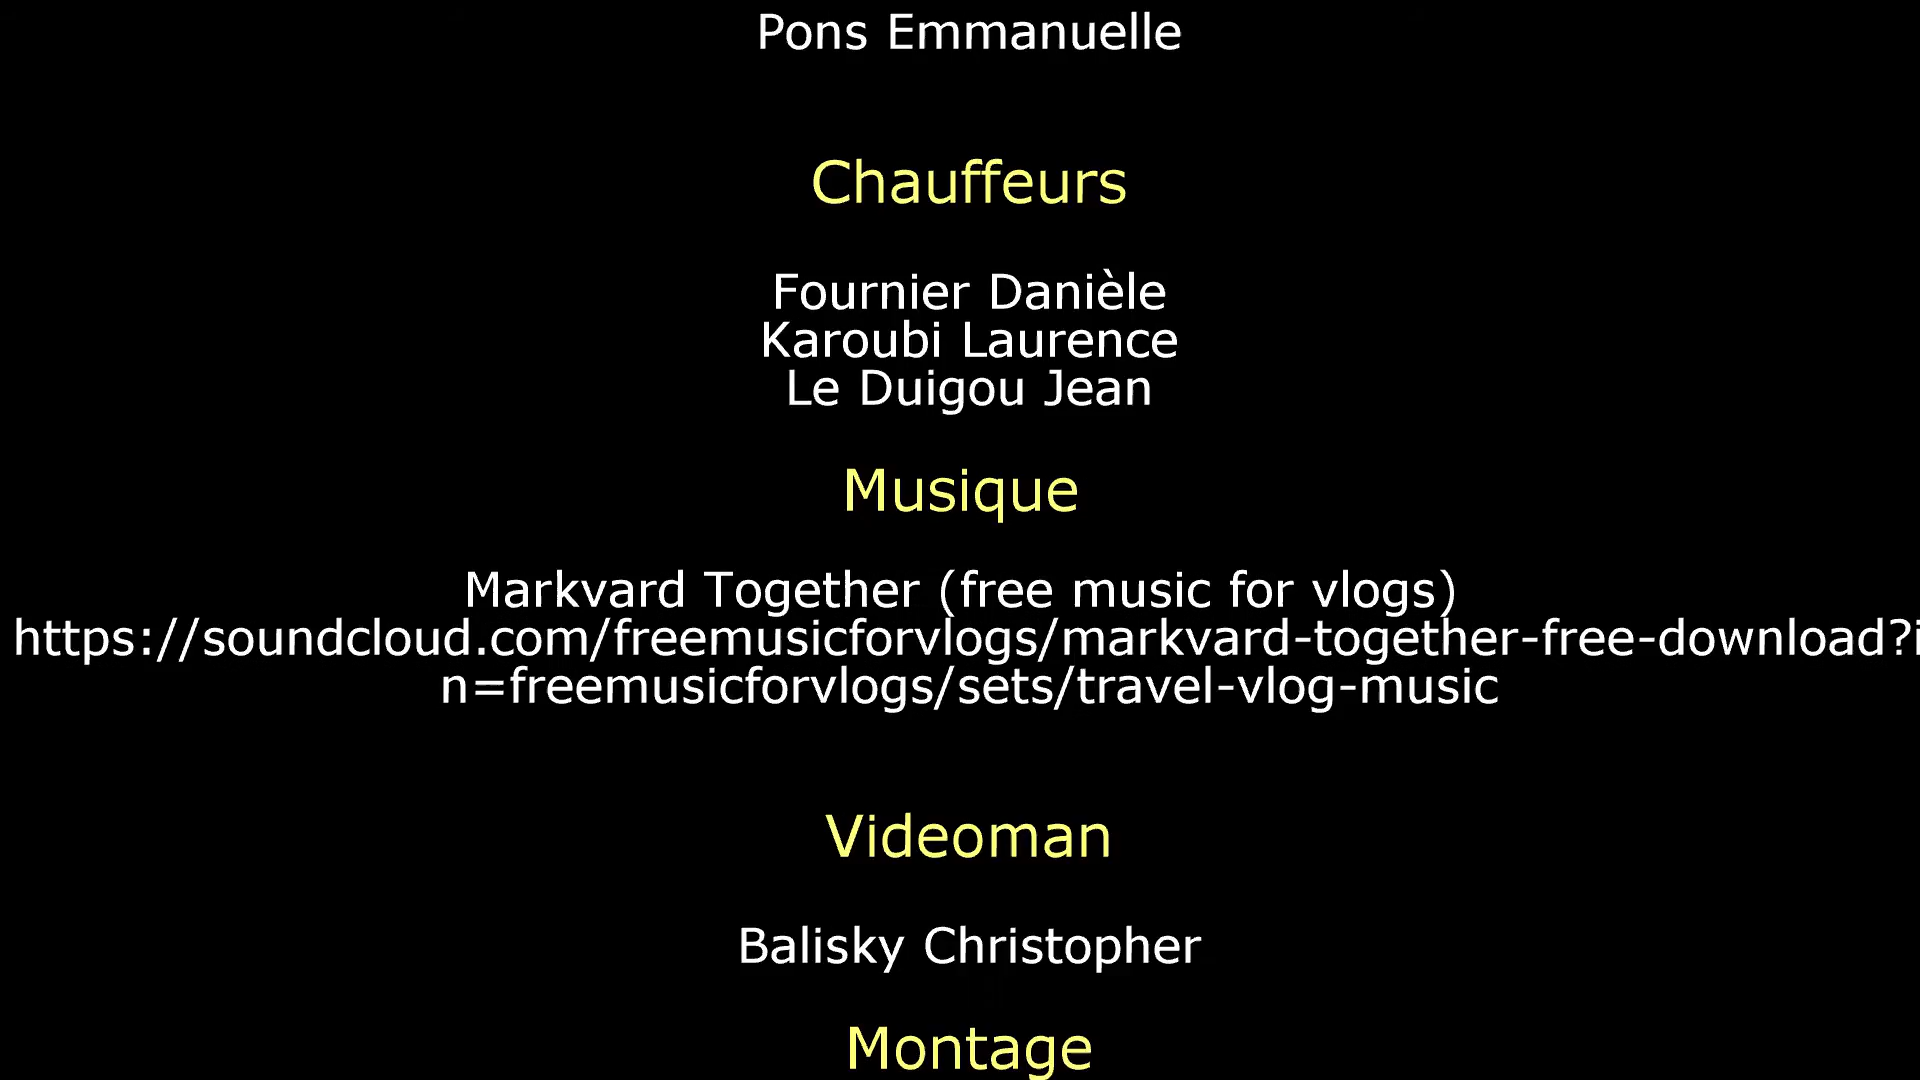 Pons Emmanuelle
Chauffeurs
Fournier Danièle
Karoubi Laurence
Le Duigou Jean
Musique
Markvard Together (free music for vlogs)
https://soundcloud.com/freemusicforvlogs/markvard-together-free-download?i
n=freemusicforvlogs/sets/travel-vlog-music
Videoman
Balisky Christopher
Montage